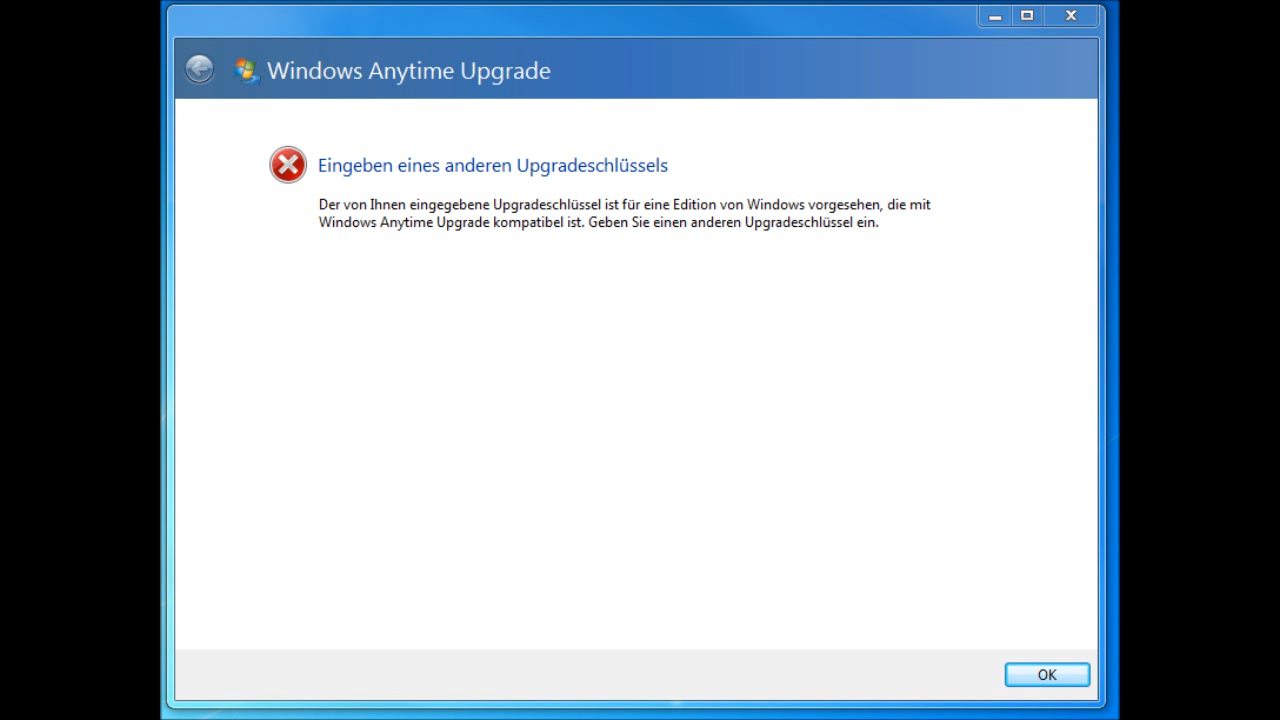 Windows Anytime Upgrade
Eingeben eines anderen Upgradeschlüssels
Der von Ihnen eingegebene Upgradeschlüssel ist für eine Edition von Windows vorgesehen, die mit
Windows Anytime Upgrade kompatibel ist. Geben Sie einen anderen Upgradeschlüssel ein.
OK